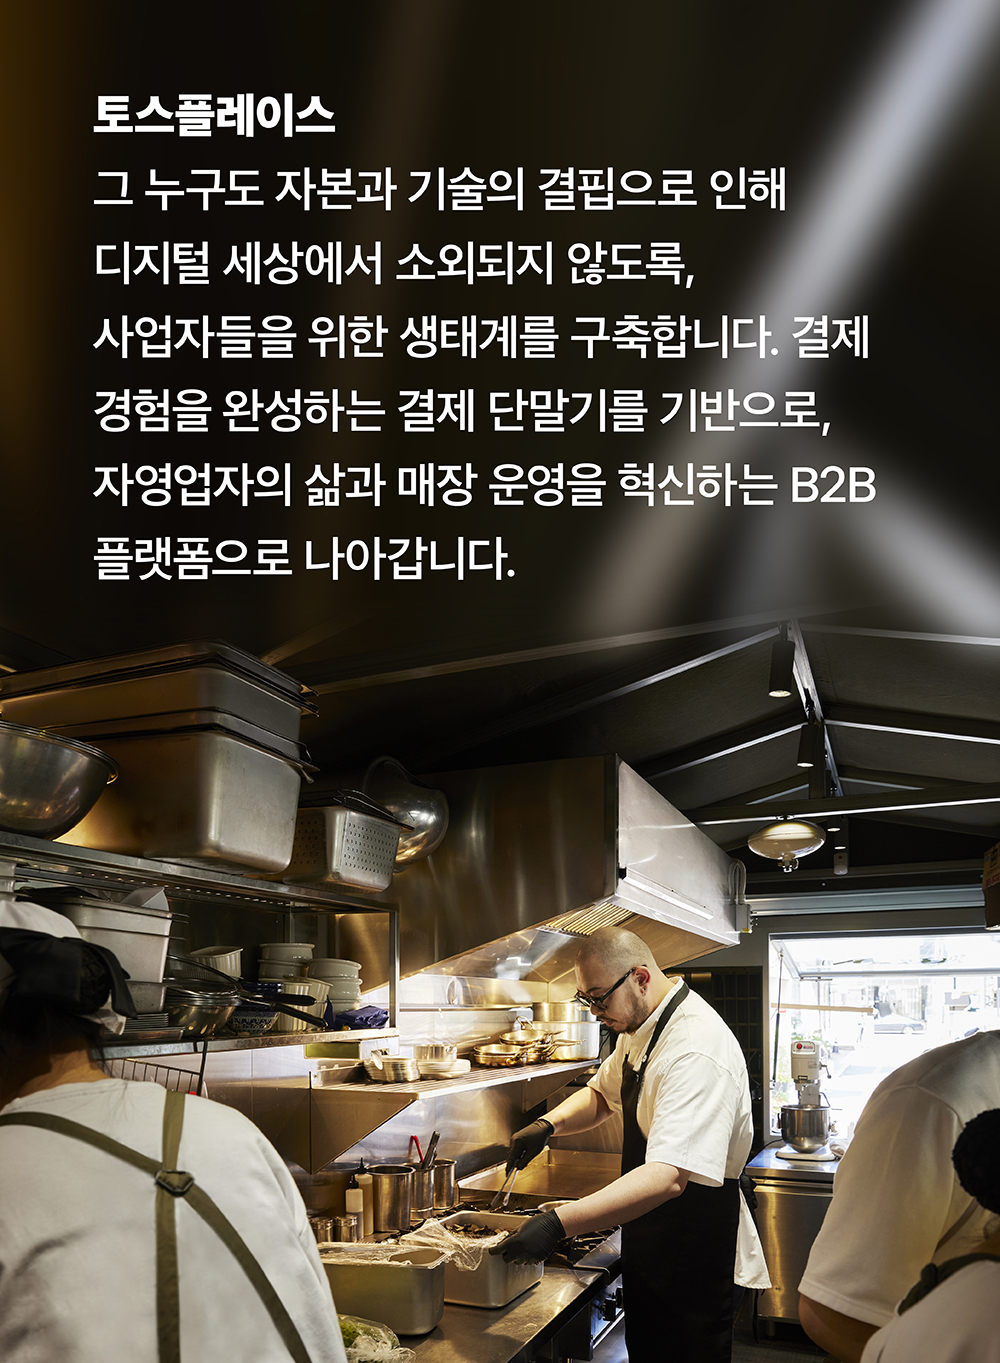 토스플레이스
그 누구도 자본과 기술의 결핍으로 인해
디지털 세상에서 소외되지 않도록,
사업자들을 위한 생태계를 구축합니다. 결제
경험을 완성하는 결제 단말기를 기반으로,
자영업자의 삶과 매장 운영을 혁신하는 B2B
플랫폼으로 나아갑니다.